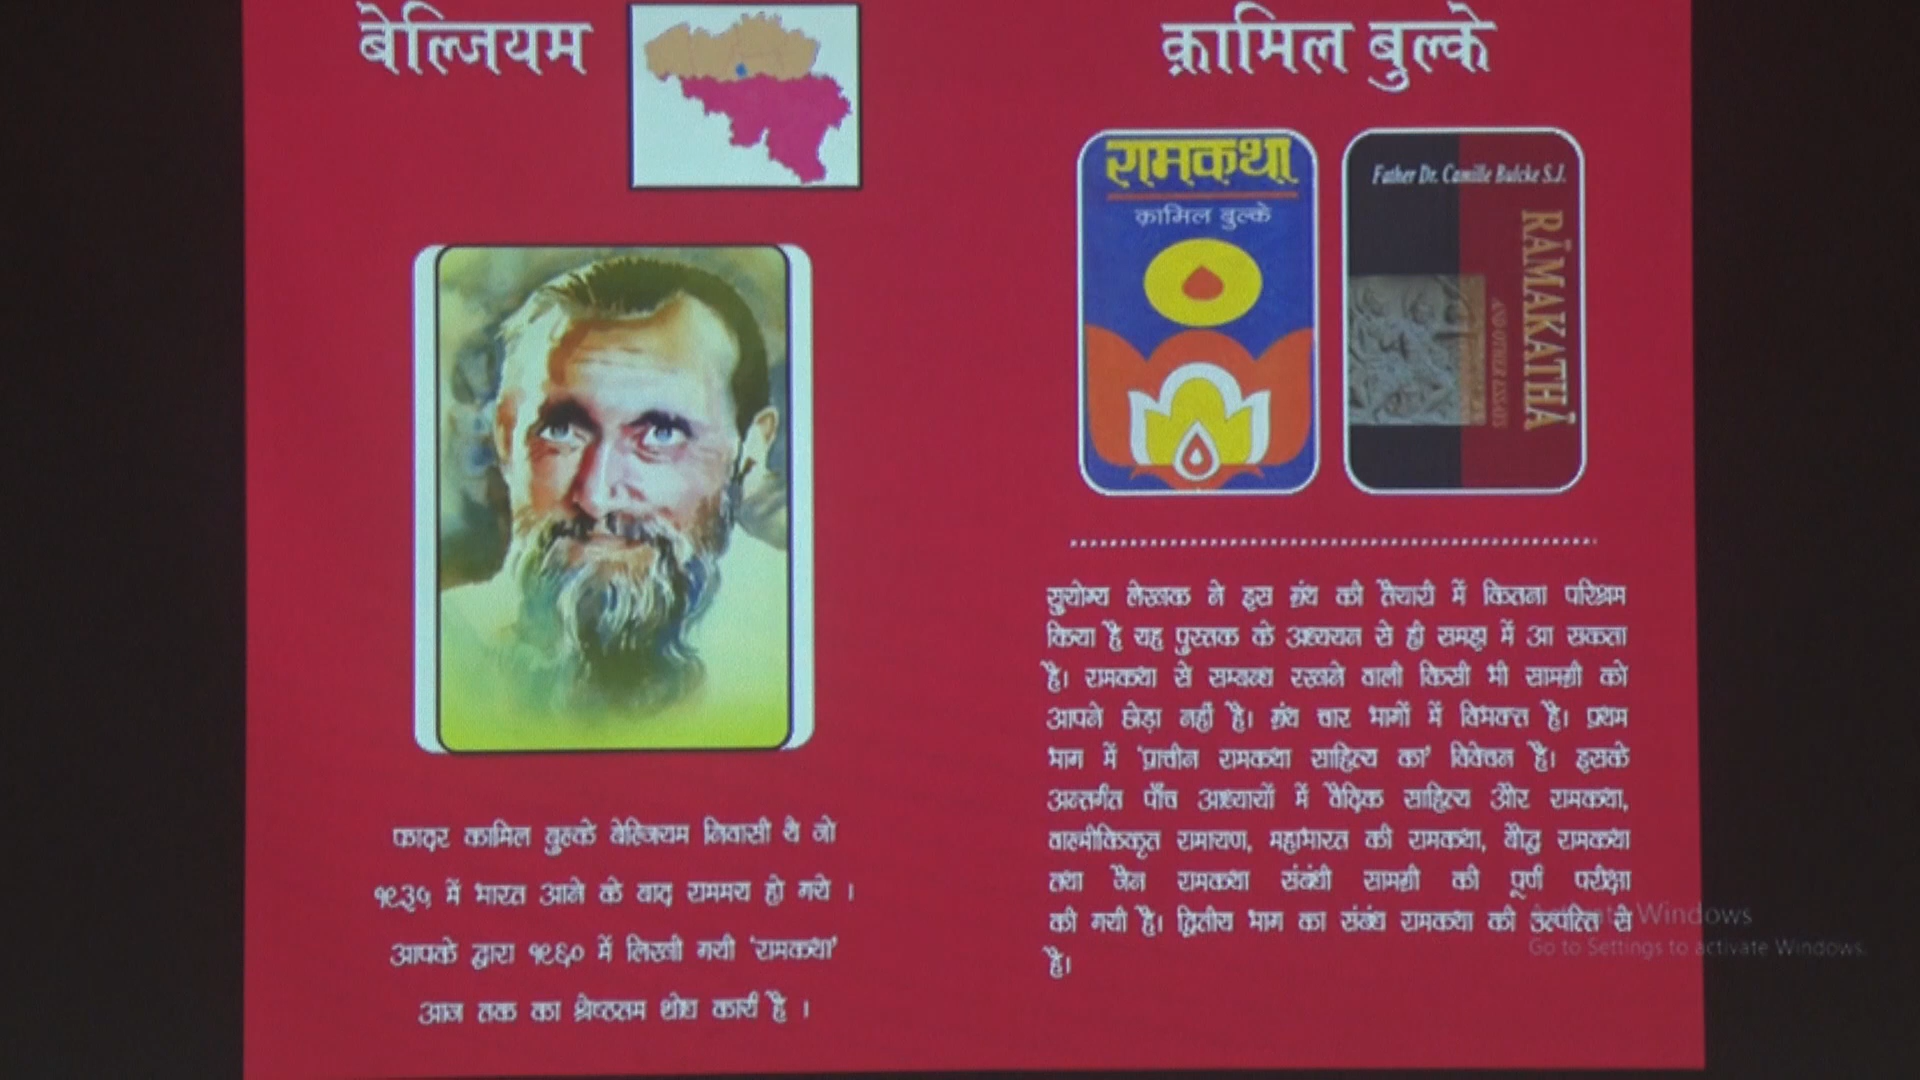 बेल्जियम
फादर कामिल बुल्के बेल्जियम निवासी थे जो
१९३५ में भारत आने के बाद राममय हो गये ।
आपके द्वारा १९६० में लिखी गयी ‘रामकथा’
आज तक का श्रेष्ठतम शोध कार्य है ।
क़ामिल बुल्के
रामकथा
क़ामिल बुल्के
Father Dr. Camille Bulcke S.J.
RĀMAKATHĀ
AND OTHER ESSAYS
सुयोग्य लेखक ने इस ग्रंथ की तैयारी में कितना परिश्रम
किया है यह पुस्तक के अध्ययन से ही समझ में आ सकता
है। रामकथा से सम्बन्ध रखने वाली किसी भी सामग्री को
आपने छोड़ा नहीं है। ग्रंथ चार भागों में विभक्त है। प्रथम
भाग में ‘प्राचीन रामकथा साहित्य का’ विवेचन है। इसके
अन्तर्गत पाँच अध्यायों में वैदिक साहित्य और रामकथा,
वाल्मीकिकृत रामायण, महाभारत की रामकथा, बौद्ध रामकथा
तथा जैन रामकथा संबंधी सामग्री की पूर्ण परीक्षा
की गयी है। द्वितीय भाग का संबंध रामकथा की उत्पत्ति से
है।
Activate Windows
Go to Settings to activate Windows.